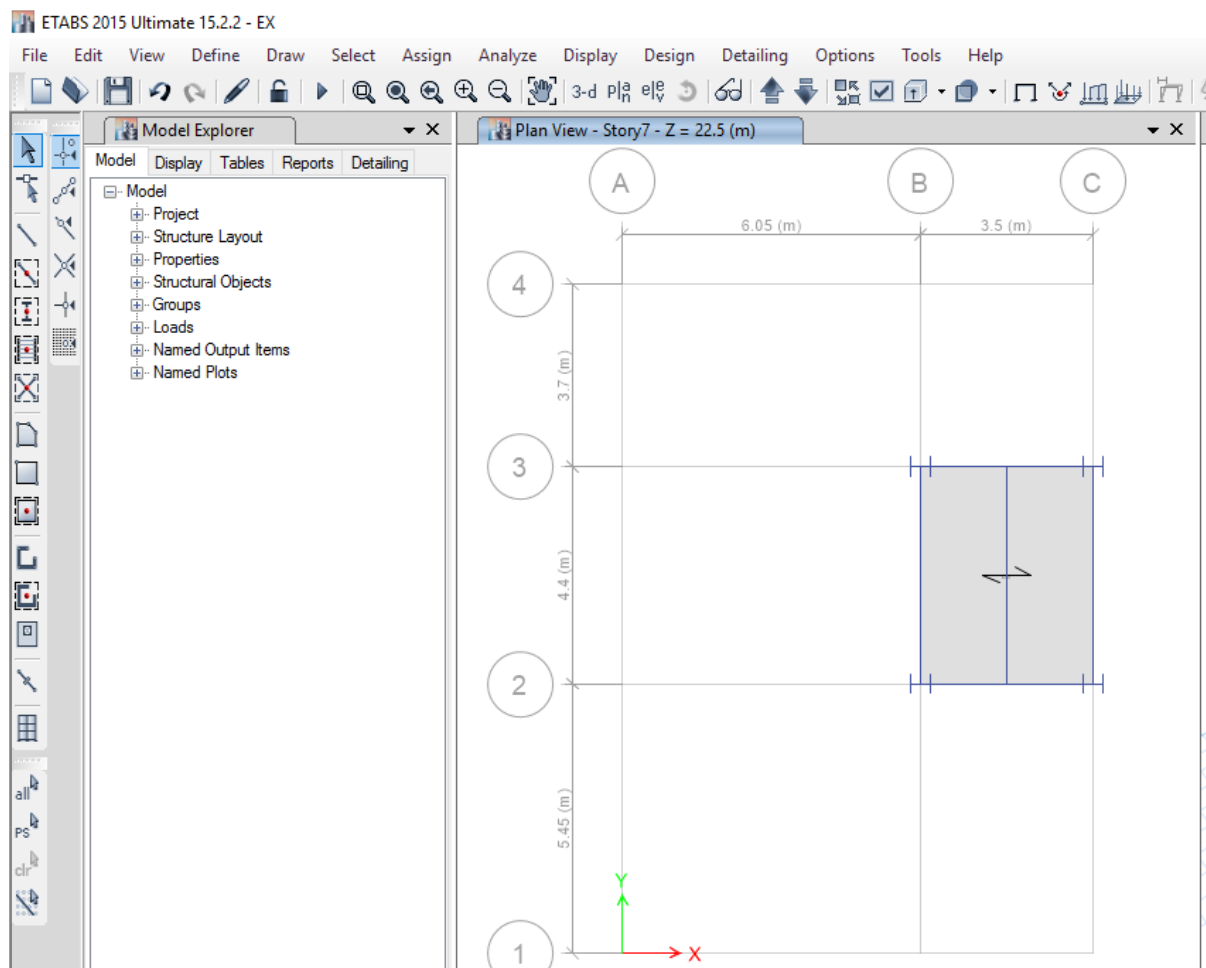 ETABS 2015 Ultimate 15.2.2 - EX
File Edit View Define Draw Select Assign Analyze Display Design Detailing Options Tools Help
3-d pla n ele v
Model Explorer
Plan View - Story7 - Z = 22.5 (m)
Model Display Tables Reports Detailing
Model
Project
Structure Layout
Properties
Structural Objects
Groups
Loads
Named Output Items
Named Plots
A B C
6.05 (m) 3.5 (m)
4
3.7 (m)
3
4.4 (m)
2
5.45 (m)
1
Y
X
all
PS
clr